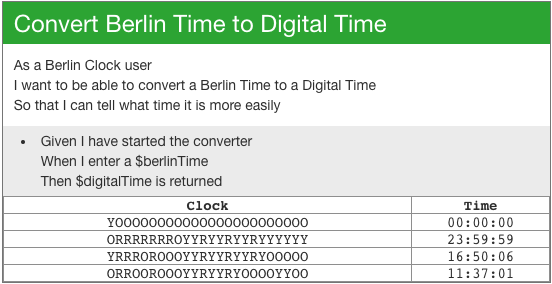 Convert Berlin Time to Digital Time
As a Berlin Clock user
I want to be able to convert a Berlin Time to a Digital Time
So that I can tell what time it is more easily
• Given I have started the converter
When I enter a $berlinTime
Then $digitalTime is returned
Clock Time
YOOOOOOOOOOOOOOOOOOOOOOO 00:00:00
ORRRRRRROYYRYYRYYRYYYYYY 23:59:59
YRRROROOOYYRYYRYYRYOOOOO 16:50:06
ORROOROOOYYRYYRYOOOOYYOO 11:37:01